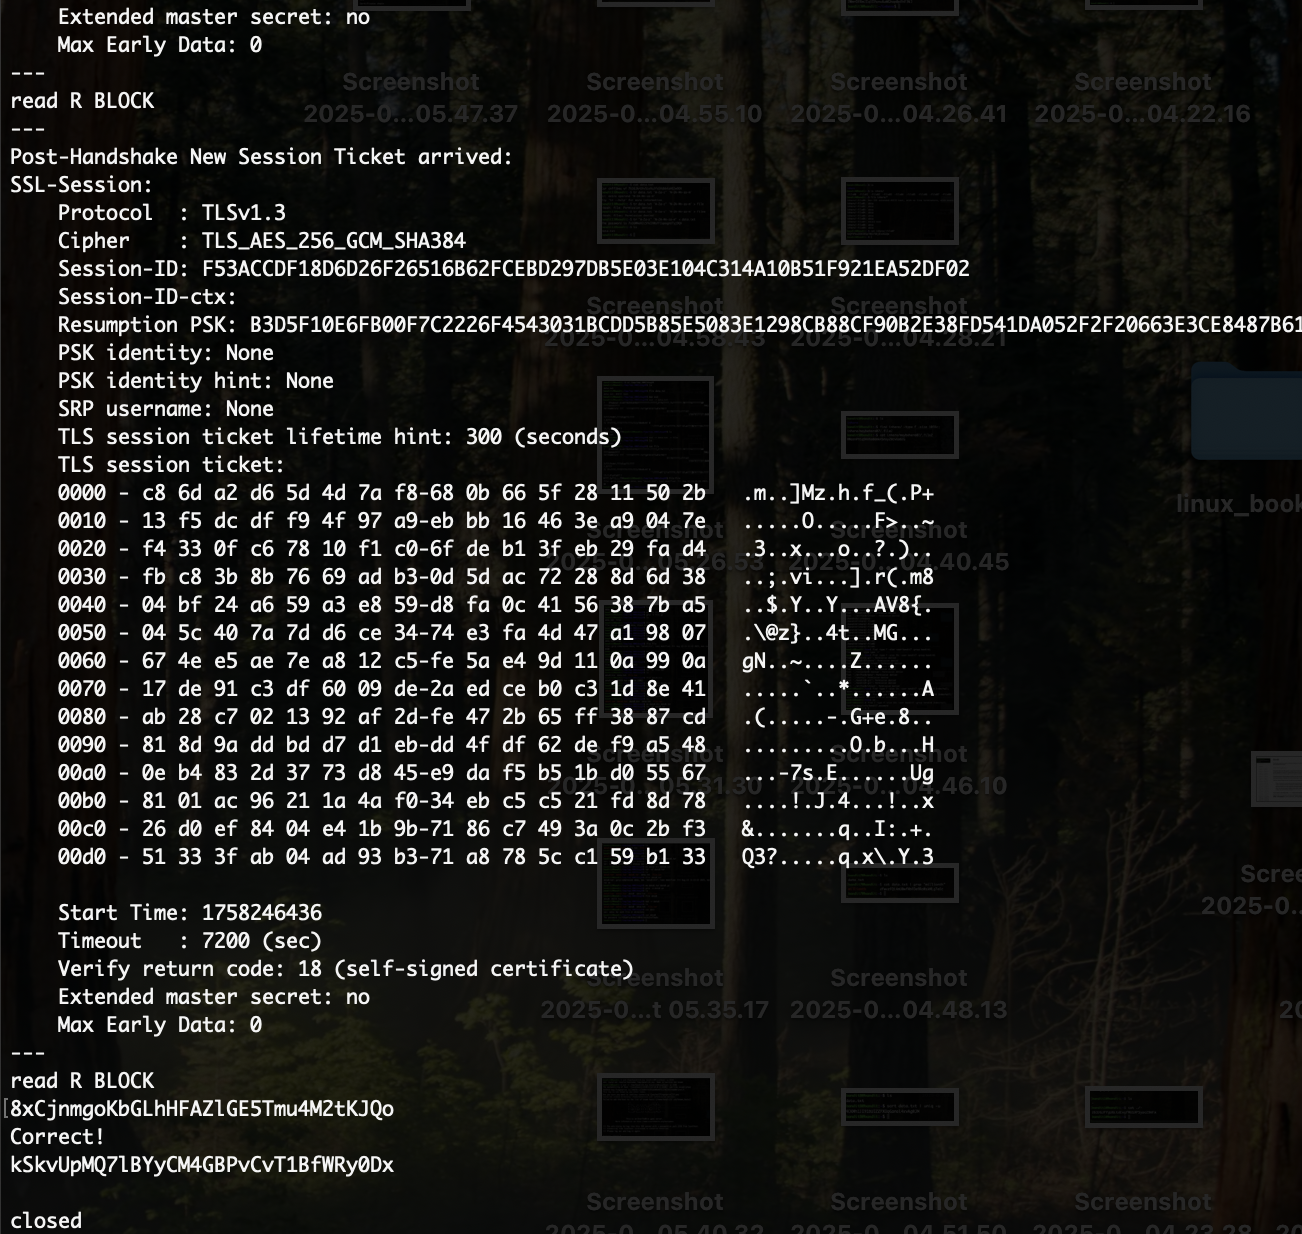 Extended master secret: no
Max Early Data: 0
---
read R BLOCK
---
Post-Handshake New Session Ticket arrived:
SSL-Session:
Protocol  : TLSv1.3
Cipher    : TLS_AES_256_GCM_SHA384
Session-ID: F53ACCDF18D6D26F26516B62FCEBD297DB5E03E104C314A10B51F921EA52DF02
Session-ID-ctx:
Resumption PSK: B3D5F10E6FB00F7C2226F4543031BCDD5B85E5083E1298CB88CF90B2E38FD541DA052F2F20663E3CE8487B61
PSK identity: None
PSK identity hint: None
SRP username: None
TLS session ticket lifetime hint: 300 (seconds)
TLS session ticket:
0000 - c8 6d a2 d6 5d 4d 7a f8-68 0b 66 5f 28 11 50 2b   .m..]Mz.h.f_(.P+
0010 - 13 f5 dc df f9 4f 97 a9-eb bb 16 46 3e a9 04 7e   .....O.....F>..~
0020 - f4 33 0f c6 78 10 f1 c0-6f de b1 3f eb 29 fa d4   .3..x...o..?.)..
0030 - fb c8 3b 8b 76 69 ad b3-0d 5d ac 72 28 8d 6d 38   ..;.vi...].r(.m8
0040 - 04 bf 24 a6 59 a3 e8 59-d8 fa 0c 41 56 38 7b a5   ..$.Y..Y...AV8{.
0050 - 04 5c 40 7a 7d d6 ce 34-74 e3 fa 4d 47 a1 98 07   .\@z}..4t..MG...
0060 - 67 4e e5 ae 7e a8 12 c5-fe 5a e4 9d 11 0a 99 0a   gN..~....Z......
0070 - 17 de 91 c3 df 60 09 de-2a ed ce b0 c3 1d 8e 41   .....`..*......A
0080 - ab 28 c7 02 13 92 af 2d-fe 47 2b 65 ff 38 87 cd   .(.....-.G+e.8..
0090 - 81 8d 9a dd bd d7 d1 eb-dd 4f df 62 de f9 a5 48   .........O.b...H
00a0 - 0e b4 83 2d 37 73 d8 45-e9 da f5 b5 1b d0 55 67   ...-7s.E......Ug
00b0 - 81 01 ac 96 21 1a 4a f0-34 eb c5 c5 21 fd 8d 78   ....!.J.4...!..x
00c0 - 26 d0 ef 84 04 e4 1b 9b-71 86 c7 49 3a 0c 2b f3   &.......q..I:.+.
00d0 - 51 33 3f ab 04 ad 93 b3-71 a8 78 5c c1 59 b1 33   Q3?.....q.x\.Y.3
Start Time: 1758246436
Timeout   : 7200 (sec)
Verify return code: 18 (self-signed certificate)
Extended master secret: no
Max Early Data: 0
---
read R BLOCK
8xCjnmgoKbGLhHFAZlGE5Tmu4M2tKJQo
Correct!
kSkvUpMQ7lBYyCM4GBPvCvT1BfWRy0Dx
closed
Screenshot
2025-0...05.47.37
Screenshot
2025-0...04.55.10
Screenshot
2025-0...04.26.41
Screenshot
2025-0...04.22.16
Screenshot
2025-0...04.58.43
Screenshot
2025-0...04.28.21
linux_book
Screenshot
2025-0...05.26.53
Screenshot
2025-0...04.40.45
Screenshot
2025-0...05.31.30
Screenshot
2025-0...04.46.10
Screenshot
2025-0...t 05.35.17
Screenshot
2025-0...04.48.13
Screenshot
2025-0...05.40.32
Screenshot
2025-0...04.51.50
Screenshot
2025-0...04.23.28